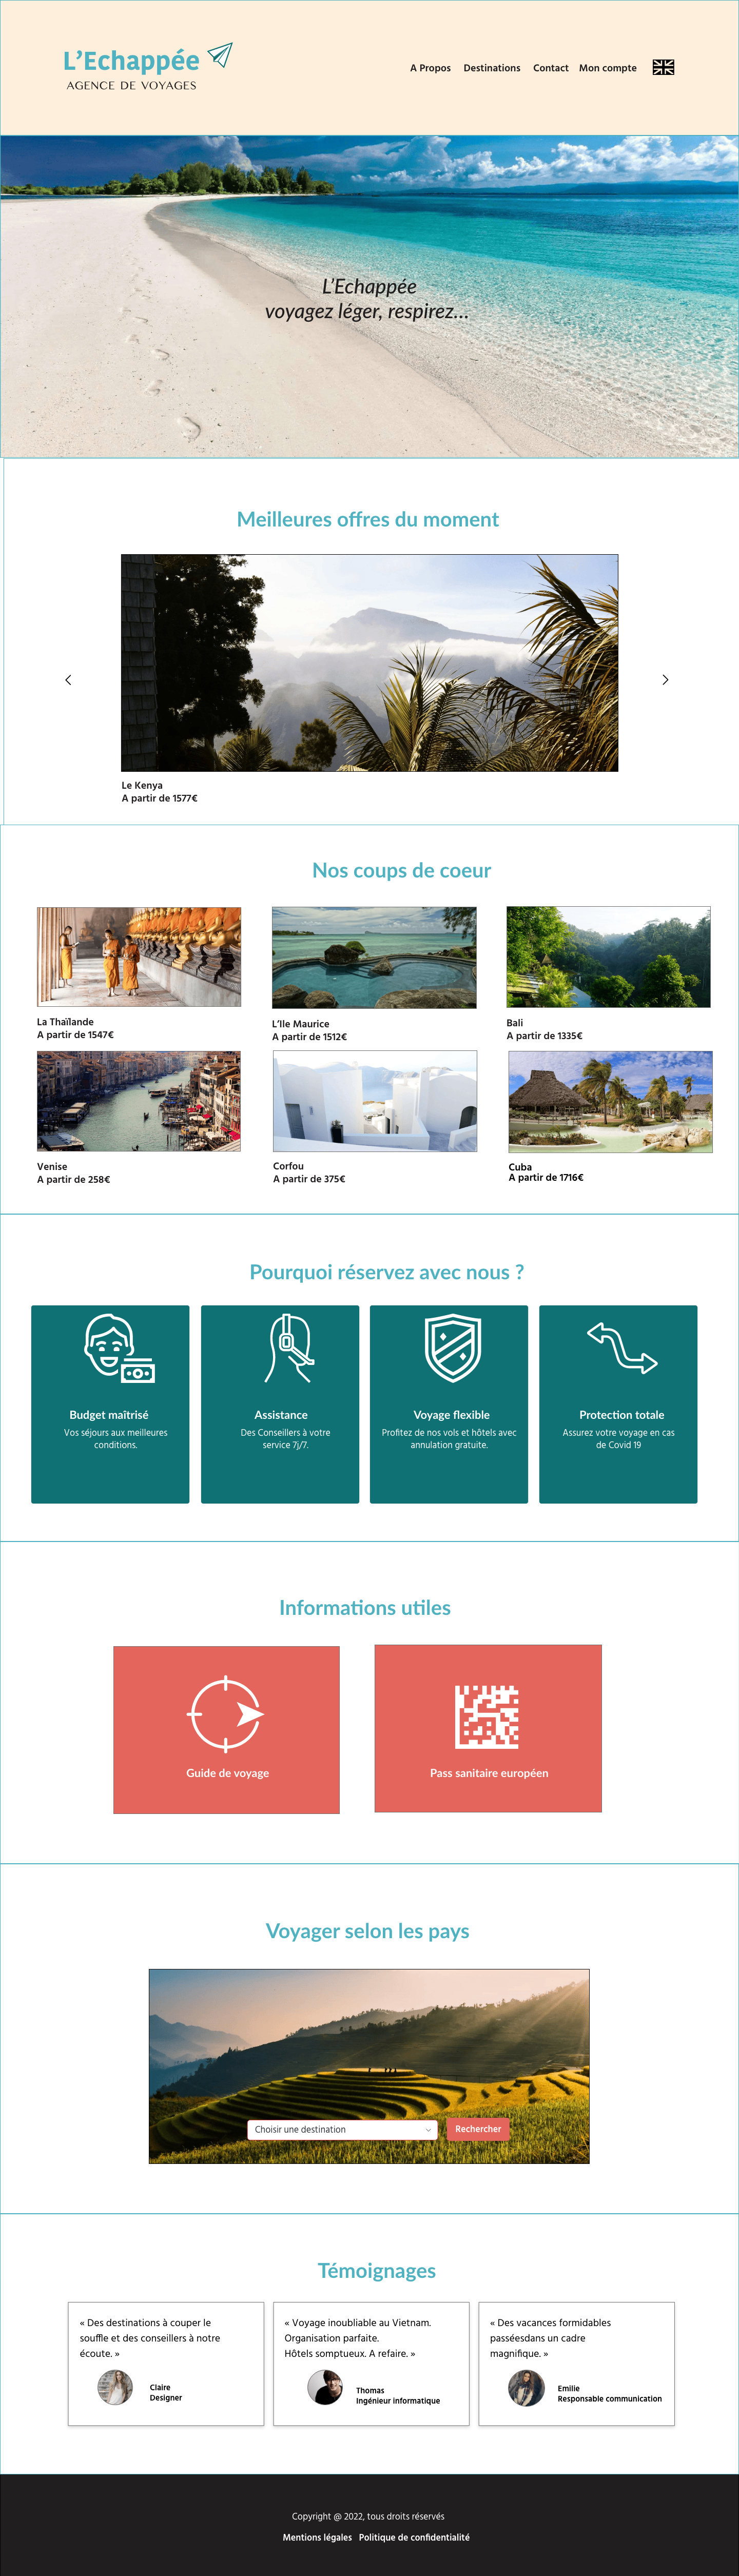 L’Echappée
AGENCE DE VOYAGES
A Propos Destinations Contact Mon compte
L’Echappée
voyagez léger, respirez...
Meilleures offres du moment
Le Kenya
A partir de 1577€
Nos coups de coeur
La Thaïlande
A partir de 1547€
L’Ile Maurice
A partir de 1512€
Bali
A partir de 1335€
Venise
A partir de 258€
Corfou
A partir de 375€
Cuba
A partir de 1716€
Pourquoi réservez avec nous ?
Budget maîtrisé
Vos séjours aux meilleures
conditions.
Assistance
Des Conseillers à votre
service 7j/7.
Voyage flexible
Profitez de nos vols et hôtels avec
annulation gratuite.
Protection totale
Assurez votre voyage en cas
de Covid 19
Informations utiles
Guide de voyage
Pass sanitaire européen
Voyager selon les pays
Choisir une destination
Rechercher
Témoignages
« Des destinations à couper le
souffle et des conseillers à notre
écoute. »
Claire
Designer
« Voyage inoubliable au Vietnam.
Organisation parfaite.
Hôtels somptueux. A refaire. »
Thomas
Ingénieur informatique
« Des vacances formidables
passéesdans un cadre
magnifique. »
Emilie
Responsable communication
Copyright @ 2022, tous droits réservés
Mentions légales Politique de confidentialité